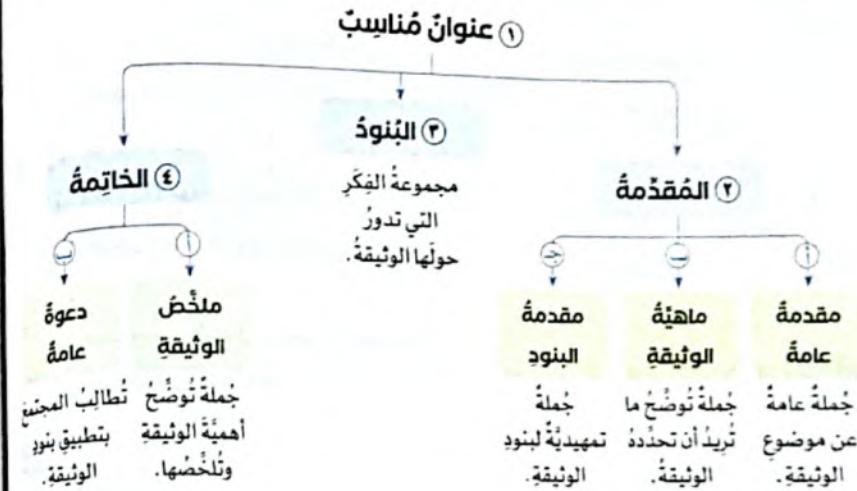 ① عنوانٌ مُناسِبٌ
② المُقدِّمةُ
أ
مقدمةُ
عامةُ
جُملةٌ عامةٌ
عن موضوعِ
الوثيقةِ.
ب
ماهيَّةُ
الوثيقةِ
جُملةٌ تُوضِّحُ ما
تُريدُ أن تحدِّدهُ
الوثيقةُ.
جـ
مقدمةُ
البنودِ
جُملةٌ
تمهيديَّةٌ لبنودِ
الوثيقةِ.
③ البُنودُ
مجموعةُ الفِكَرِ
التي تدورُ
حولَها الوثيقةُ.
④ الخاتِمةُ
أ
ملخَّصُ
الوثيقةِ
جُملةٌ تُوضِّحُ
أهميَّةَ الوثيقةِ
وتُلخِّصُها.
ب
دعوةُ
عامةُ
تُطالِبُ المجتمعَ
بتطبيقِ بنودِ
الوثيقةِ.